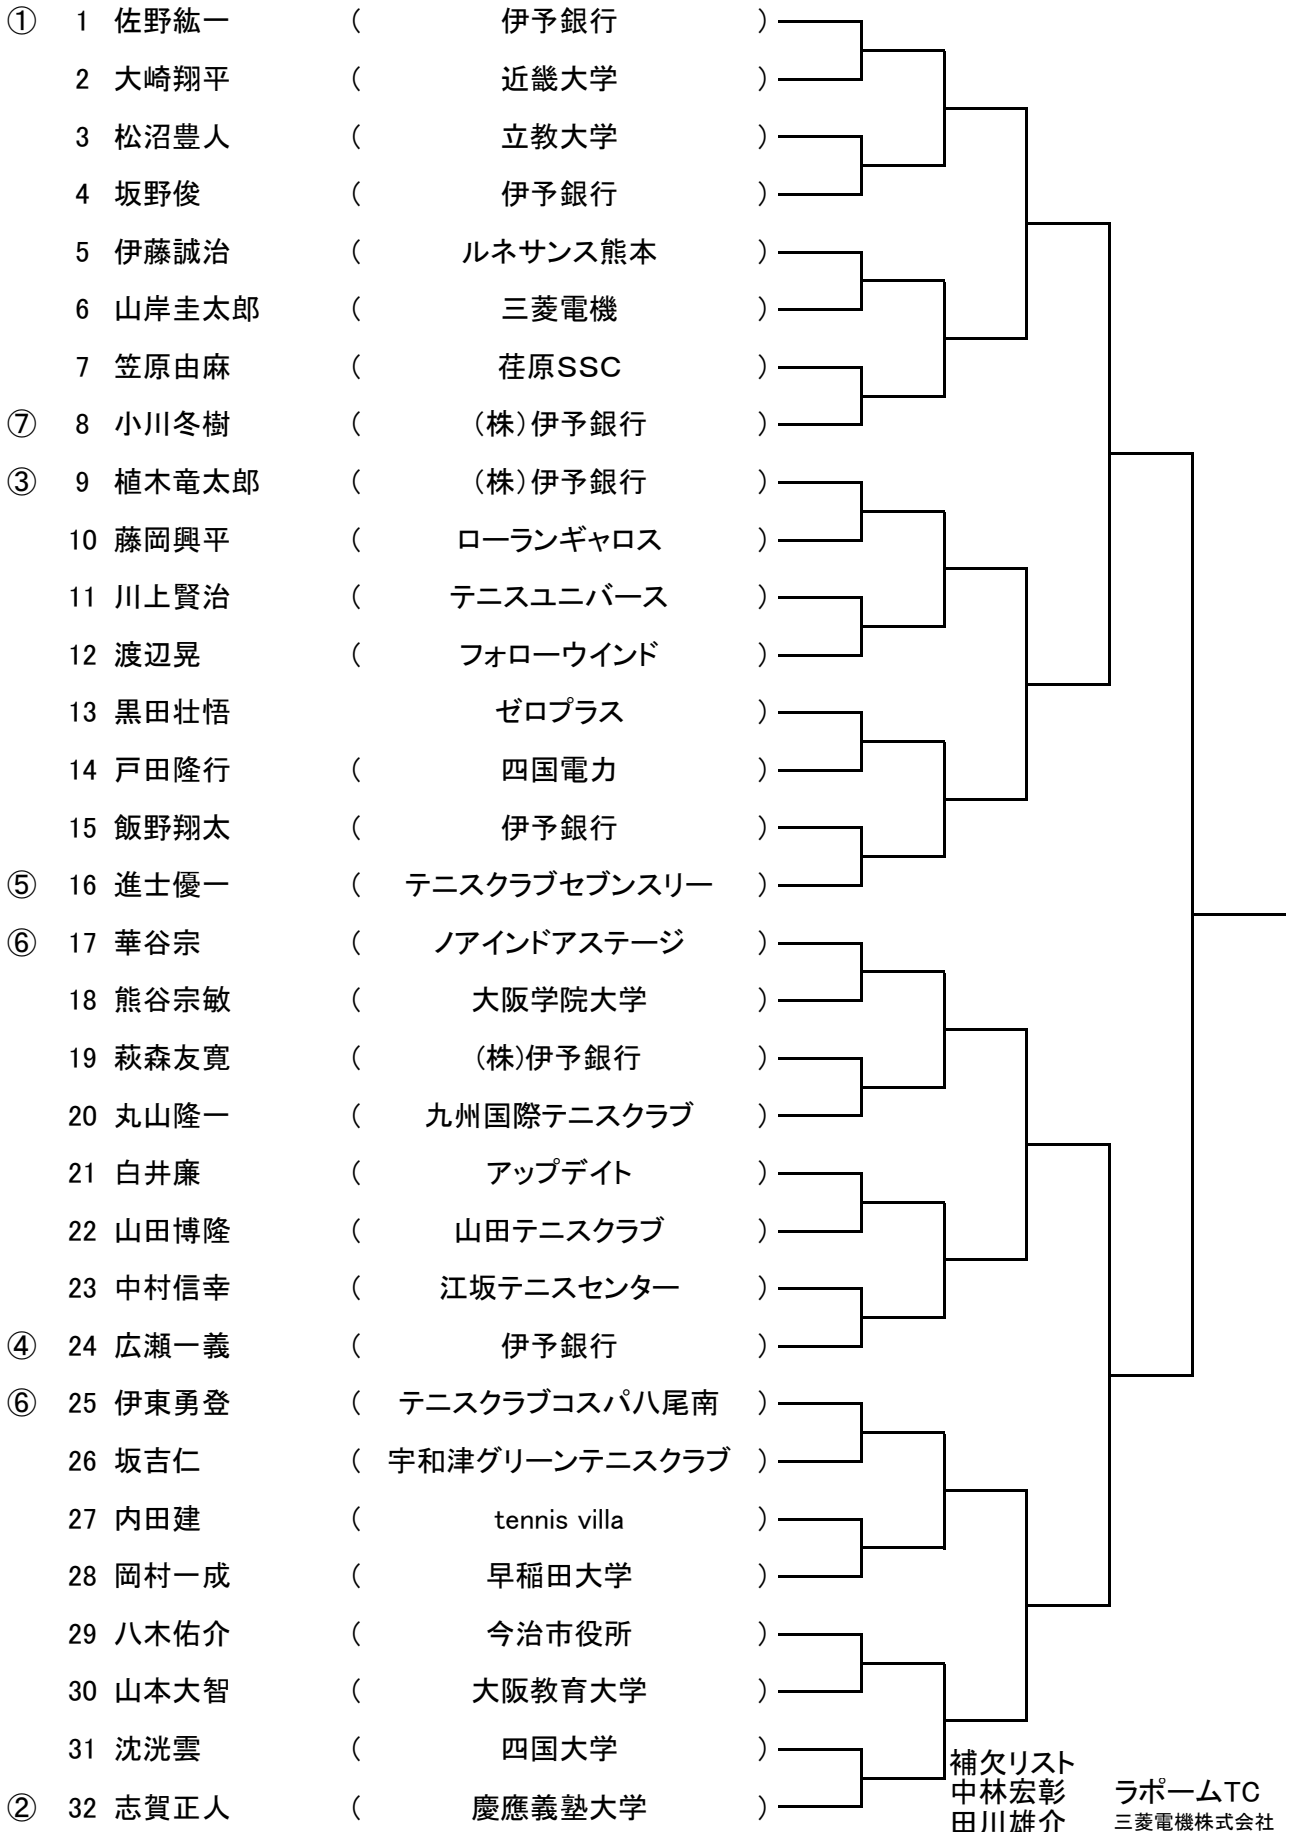 ① 1 佐野紘一 ( 伊予銀行 )
2 大崎翔平 ( 近畿大学 )
3 松沼豊人 ( 立教大学 )
4 坂野俊 ( 伊予銀行 )
5 伊藤誠治 ( ルネサンス熊本 )
6 山岸圭太郎 ( 三菱電機 )
7 笠原由麻 ( 荏原SSC )
⑦ 8 小川冬樹 ( (株)伊予銀行 )
③ 9 植木竜太郎 ( (株)伊予銀行 )
10 藤岡興平 ( ローランギャロス )
11 川上賢治 ( テニスユニバース )
12 渡辺晃 ( フォローウインド )
13 黒田壮悟 ゼロプラス )
14 戸田隆行 ( 四国電力 )
15 飯野翔太 ( 伊予銀行 )
⑤ 16 進士優一 ( テニスクラブセブンスリー )
⑥ 17 華谷宗 ( ノアインドアステージ )
18 熊谷宗敏 ( 大阪学院大学 )
19 萩森友寛 ( (株)伊予銀行 )
20 丸山隆一 ( 九州国際テニスクラブ )
21 白井廉 ( アップデイト )
22 山田博隆 ( 山田テニスクラブ )
23 中村信幸 ( 江坂テニスセンター )
④ 24 広瀬一義 ( 伊予銀行 )
⑥ 25 伊東勇登 ( テニスクラブコスパ八尾南 )
26 坂吉仁 ( 宇和津グリーンテニスクラブ )
27 内田建 ( tennis villa )
28 岡村一成 ( 早稲田大学 )
29 八木佑介 ( 今治市役所 )
30 山本大智 ( 大阪教育大学 )
31 沈洸雲 ( 四国大学 )
② 32 志賀正人 ( 慶應義塾大学 )
補欠リスト
中林宏彰 ラポームTC
田川雄介 三菱電機株式会社